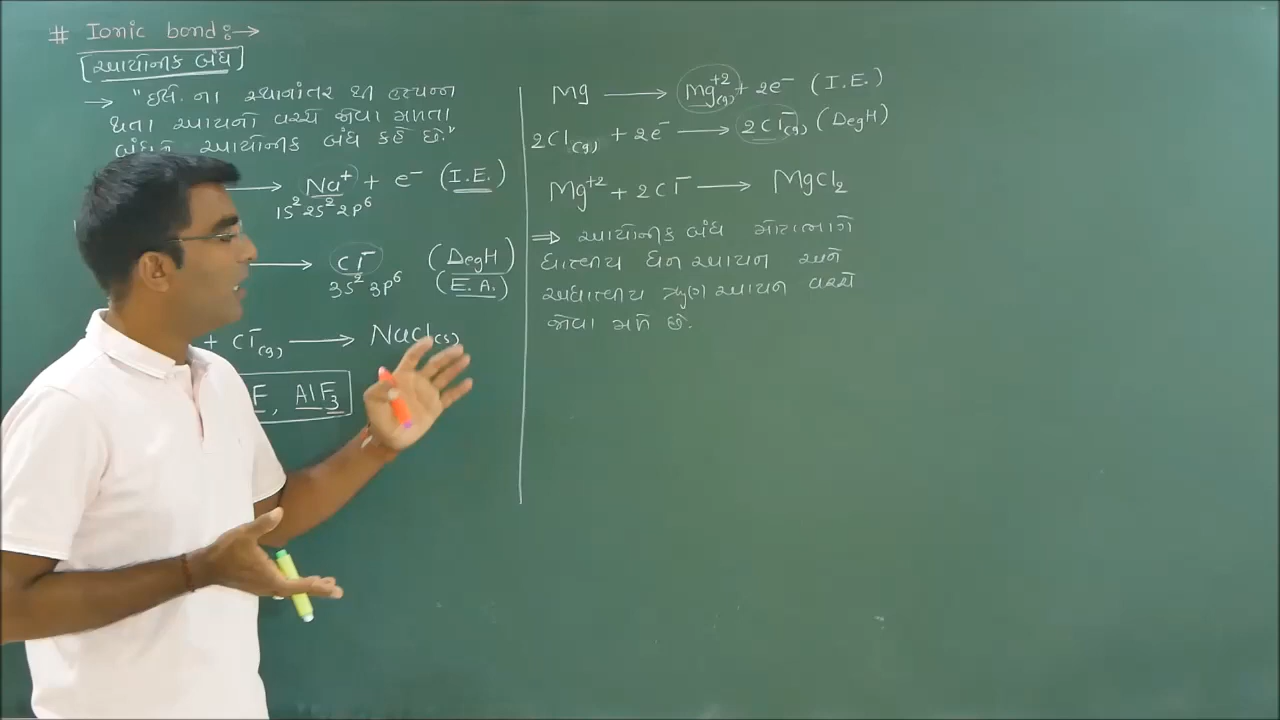 # Ionic bond :→
[આયોનીક બંધ]
→ "ઈલે. ના સ્થાનાંતર થી ઉત્પન્ન
થતા આયનો વચ્ચે જોવા મળતા
બંધને આયોનીક બંધ કહે છે."
→ Na⁺ + e⁻ (I.E.)
1s² 2s² 2p⁶
→ Cl⁻ (ΔegH)
3s² 3p⁶ (E.A.)
+ Cl⁻(g) → NaCl(s)
F, AlF₃
Mg → Mg⁺²(g) + 2e⁻ (I.E.)
2Cl(g) + 2e⁻ → 2Cl⁻(g) (ΔegH)
Mg⁺² + 2Cl⁻ → MgCl₂
⇒ આયોનીક બંધ મોટાભાગે
ધાત્વીય ધન આયન અને
અધાત્વીય ઋણ આયન વચ્ચે
જોવા મળે છે.